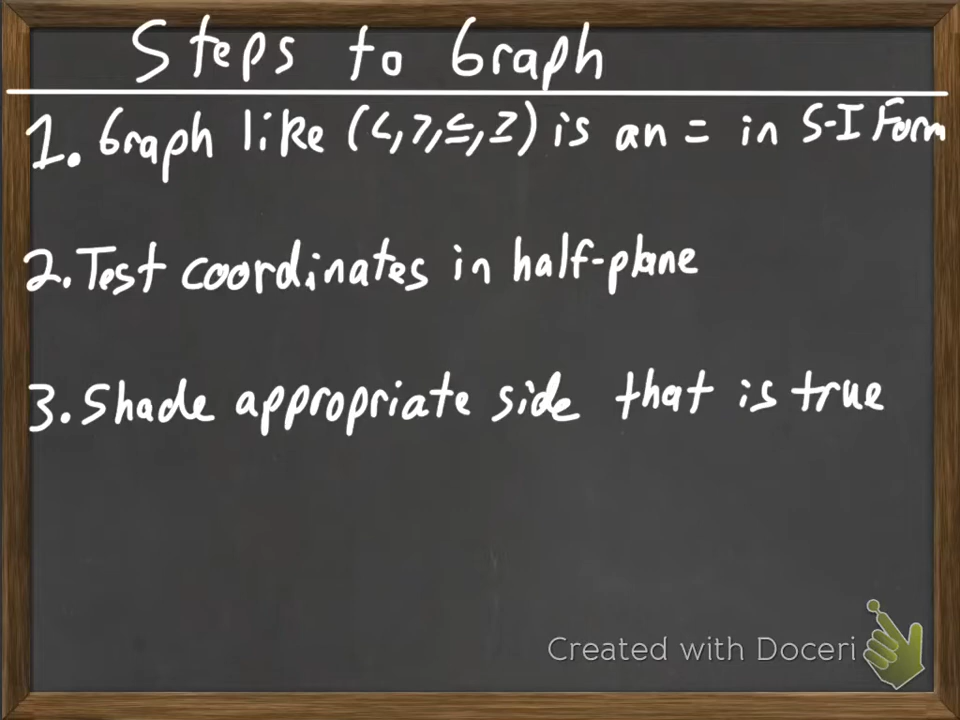 Steps to Graph
1. Graph like (<,>,≤,≥) is an = in S-I Form
2. Test coordinates in half-plane
3. Shade appropriate side that is true
Created with Doceri